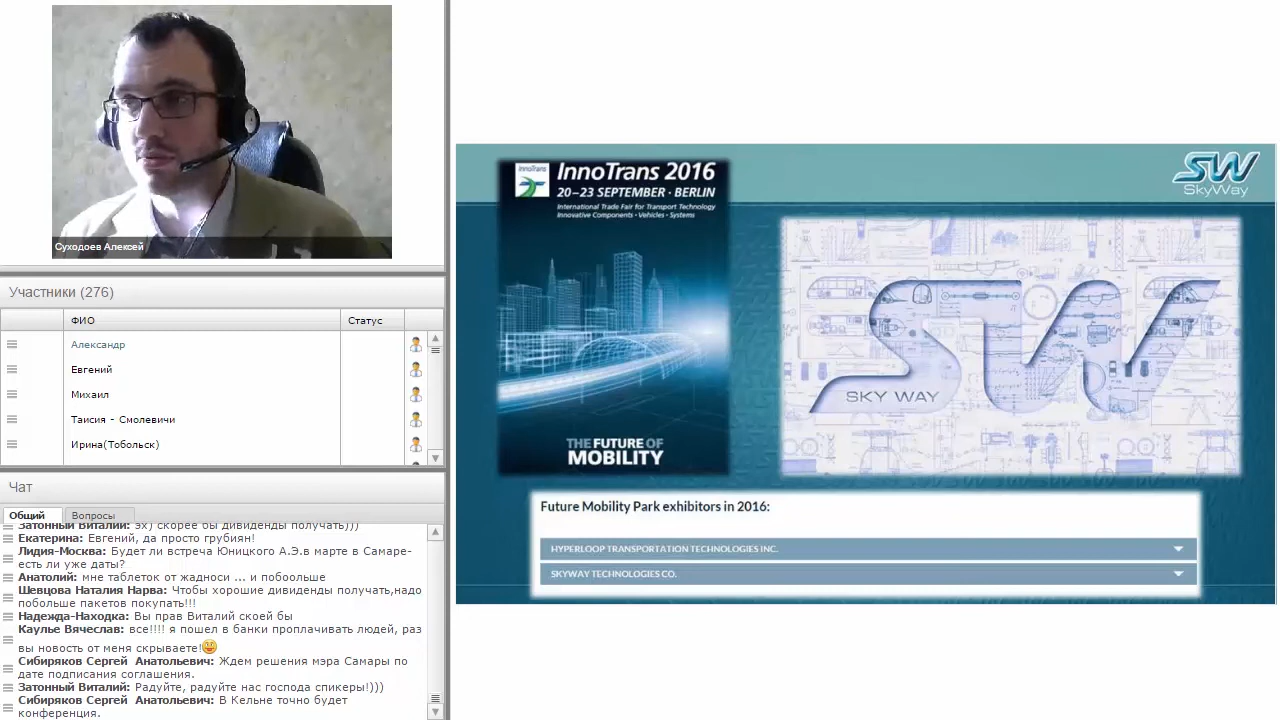 Суходоев Алексей
Участники (276)
ФИО
Статус
Александр
Евгений
Михаил
Таисия - Смолевичи
Ирина(Тобольск)
Чат
Общий
Вопросы
Затонный Виталий: эх) скорее бы дивиденды получать)))
Екатерина: Евгений, да просто грубиян!
Лидия-Москва: Будет ли встреча Юницкого А.Э.в марте в Самаре-
есть ли уже даты?
Анатолий: мне таблеток от жадноси ... и побоольше
Шевцова Наталия Нарва: Чтобы хорошие дивиденды получать,надо
побольше пакетов покупать!!!
Надежда-Находка: Вы прав Виталий скоей бы
Каулье Вячеслав: все!!!! я пошел в банки проплачивать людей, раз
вы новость от меня скрываете!
Сибиряков Сергей Анатольевич: Ждем решения мэра Самары по
дате подписания соглашения.
Затонный Виталий: Радуйте, радуйте нас господа спикеры!)))
Сибиряков Сергей Анатольевич: В Кельне точно будет
конференция.
InnoTrans
InnoTrans 2016
20–23 SEPTEMBER · BERLIN
International Trade Fair for Transport Technology
Innovative Components · Vehicles · Systems
THE FUTURE OF
MOBILITY
SW
SkyWay
SW
SKY WAY
Future Mobility Park exhibitors in 2016:
HYPERLOOP TRANSPORTATION TECHNOLOGIES INC.
SKYWAY TECHNOLOGIES CO.